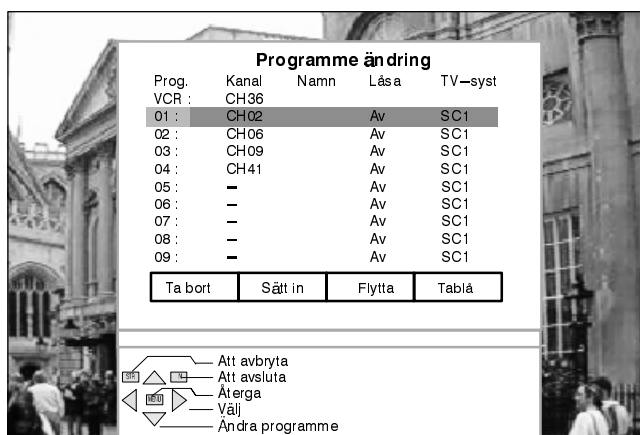 Programme ändring
Prog. Kanal Namn Låsa TV-syst
VCR : CH36
01 : CH02 Av SC1
02 : CH06 Av SC1
03 : CH09 Av SC1
04 : CH41 Av SC1
05 : – Av SC1
06 : – Av SC1
07 : – Av SC1
08 : – Av SC1
09 : – Av SC1
Ta bort Sätt in Flytta Tablå
Att avbryta
STR N Att avsluta
MENU Återga
Välj
Ändra programme